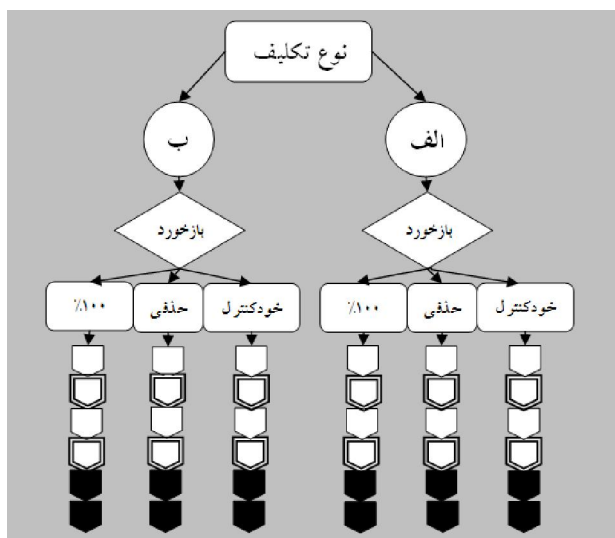 نوع تکلیف
الف
ب
بازخورد
بازخورد
خودکنترل
حذفی
٪۱۰۰
خودکنترل
حذفی
٪۱۰۰